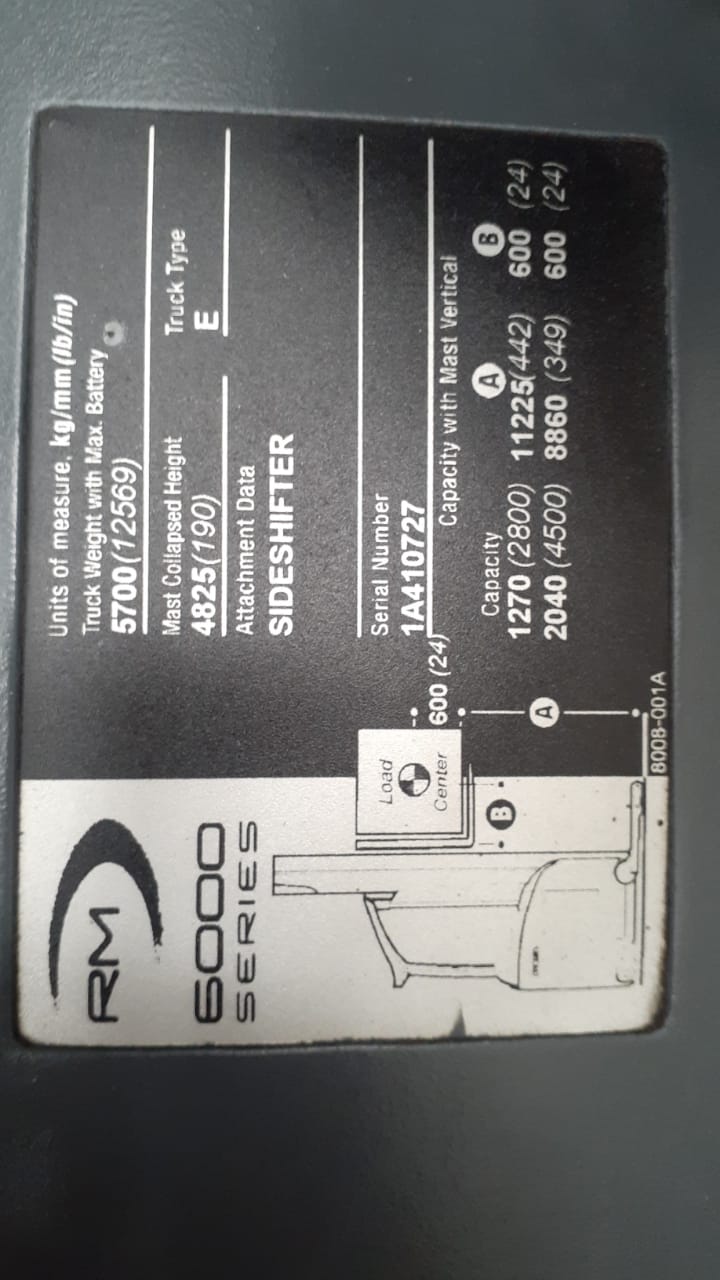 RM
6000
SERIES
Units of measure, kg/mm (lb/in)
Truck Weight with Max. Battery
5700 (12569)
Mast Collapsed Height Truck Type
4825 (190) E
Attachment Data
SIDESHIFTER
Serial Number
1A410727
Capacity with Mast Vertical
Capacity A B
1270 (2800) 11225 (442) 600 (24)
2040 (4500) 8860 (349) 600 (24)
Load
Center
600 (24)
B
A
8008-001A